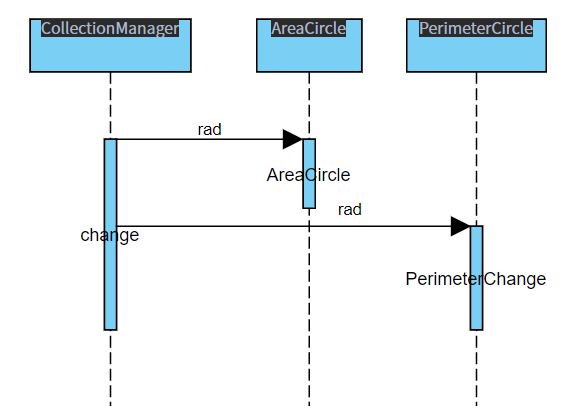 CollectionManager
AreaCircle
PerimeterCircle
rad
AreaCircle
rad
change
PerimeterChange